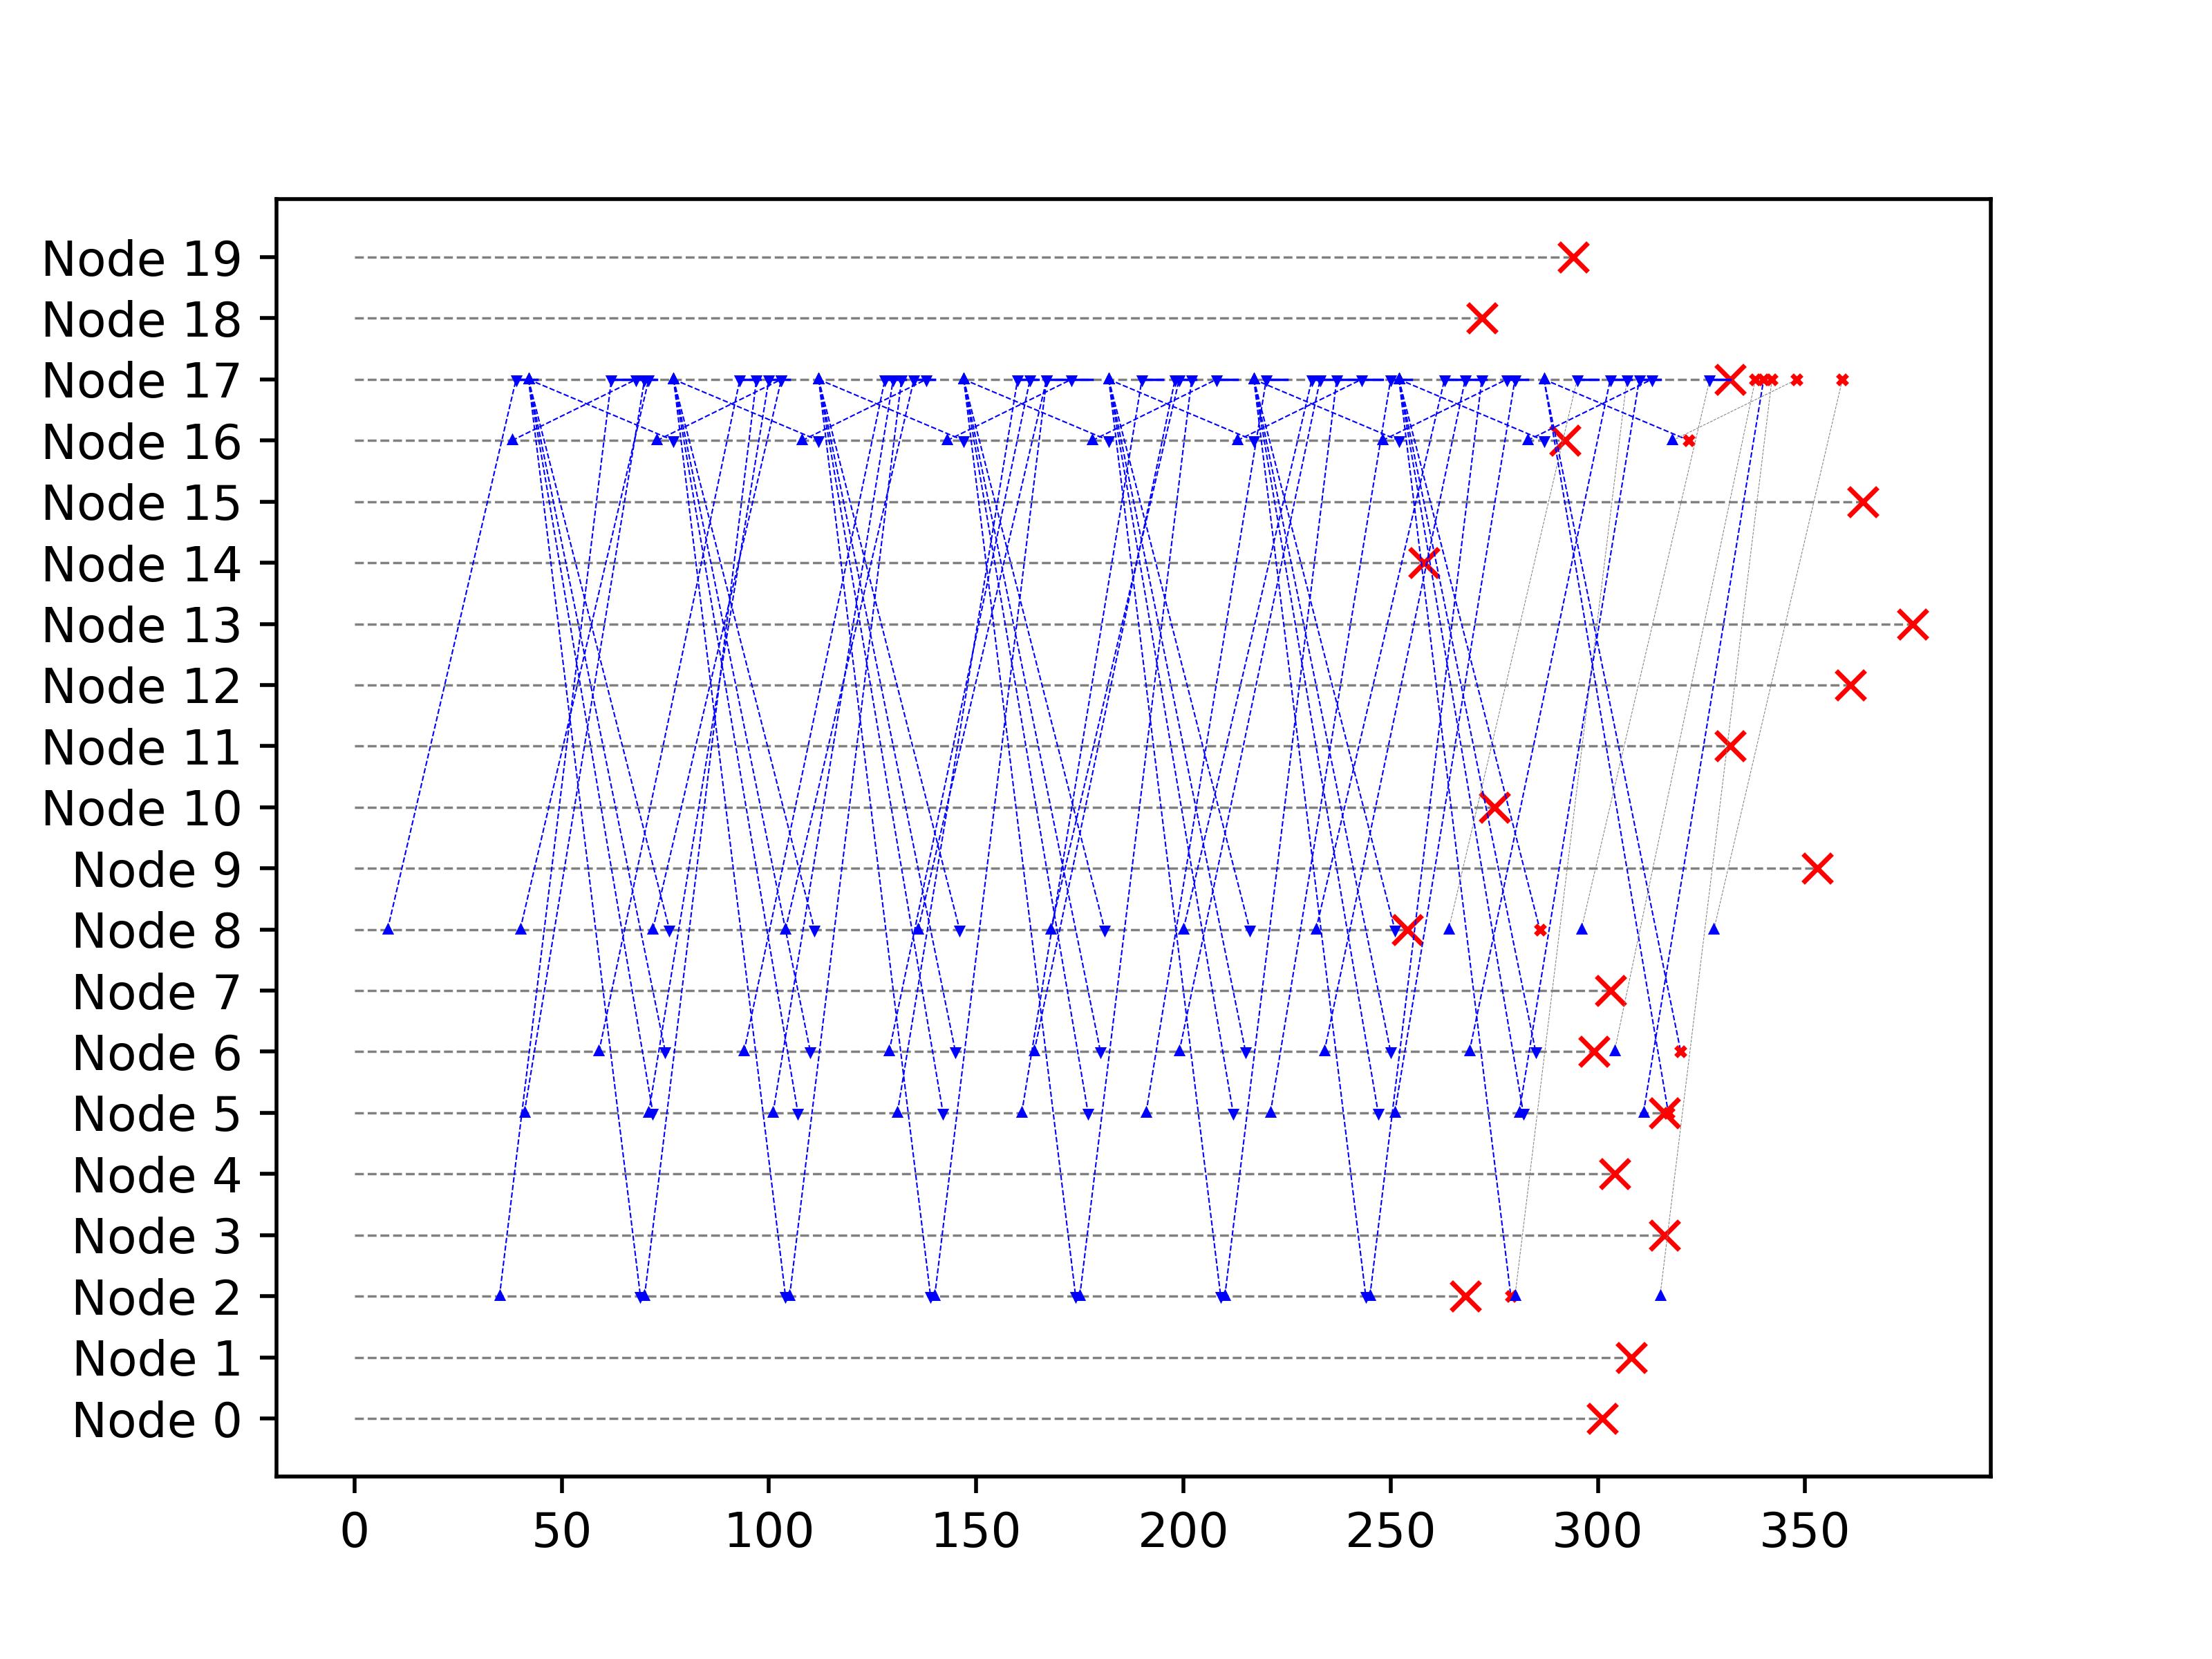 Node 19
Node 18
Node 17
Node 16
Node 15
Node 14
Node 13
Node 12
Node 11
Node 10
Node 9
Node 8
Node 7
Node 6
Node 5
Node 4
Node 3
Node 2
Node 1
Node 0
0 50 100 150 200 250 300 350